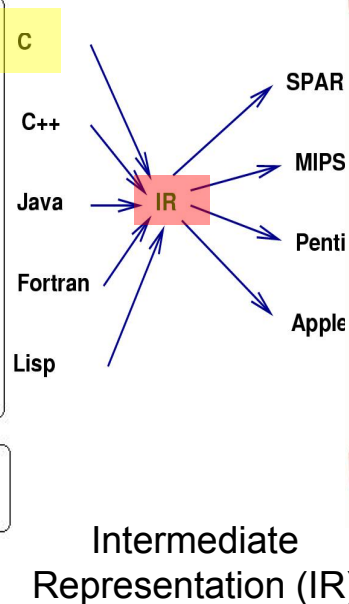 C
C++
Java
Fortran
Lisp
IR
SPAR
MIPS
Penti
Apple
Intermediate
Representation (IR)